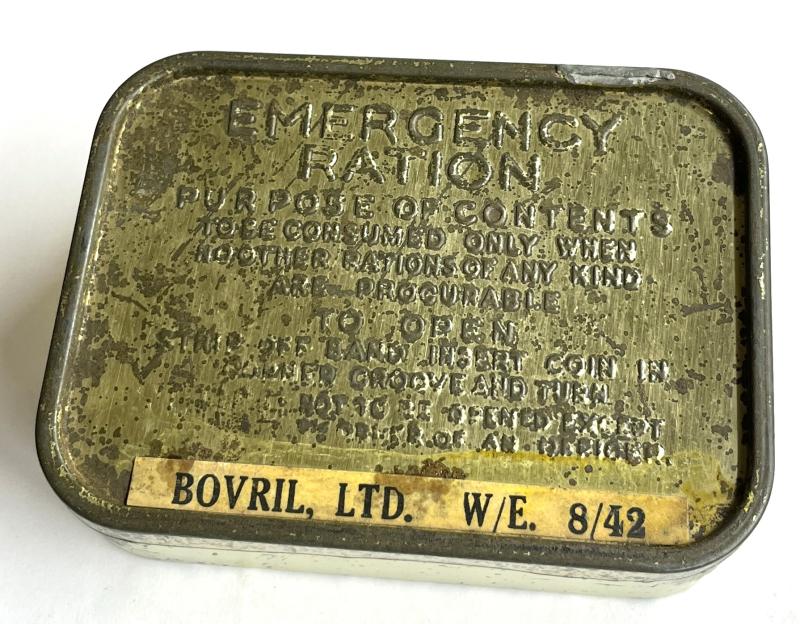 EMERGENCY
RATION
PURPOSE OF CONTENTS
TO BE CONSUMED ONLY WHEN
NO OTHER RATIONS OF ANY KIND
ARE PROCURABLE
TO OPEN
STRIP OFF BAND INSERT COIN IN
CORNER GROOVE AND TURN
NOT TO BE OPENED EXCEPT
BY ORDER OF AN OFFICER
BOVRIL, LTD. W/E. 8/42